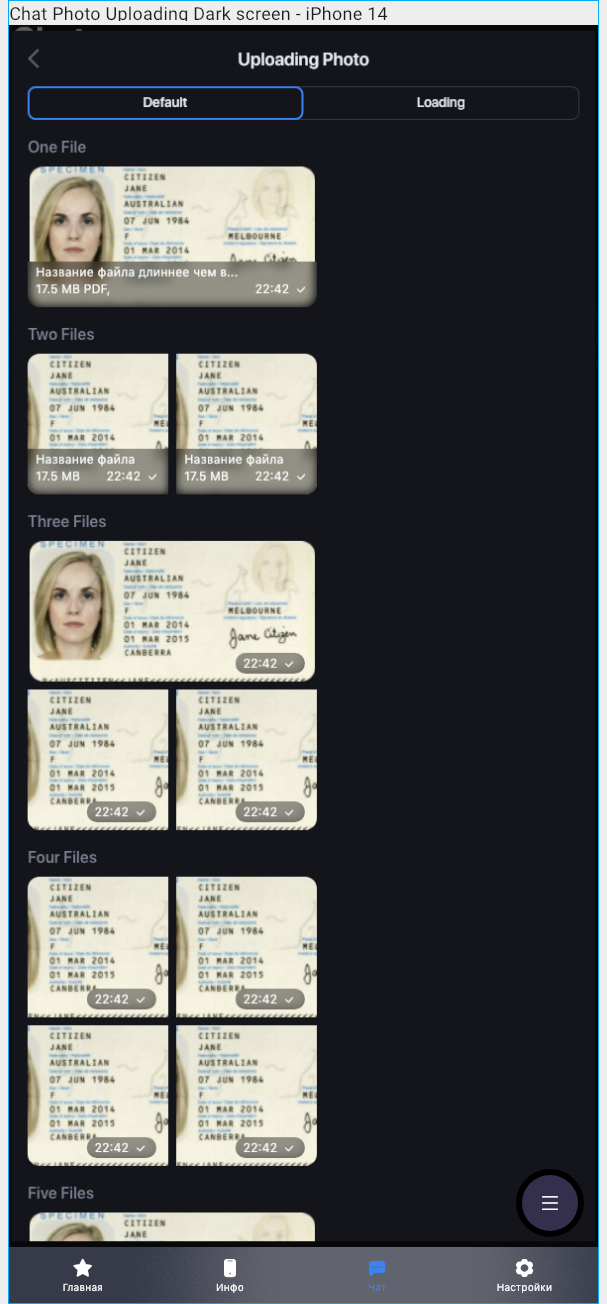 Chat Photo Uploading Dark screen - iPhone 14
Uploading Photo
Default
Loading
One File
SPECIMEN
CITIZEN
JANE
AUSTRALIAN
07 JUN 1984
F
MELBOURNE
01 MAR 2014
Jane Citizen
Название файла длиннее чем в...
17.5 MB PDF,
22:42
Two Files
CITIZEN
JANE
AUSTRALIAN
07 JUN 1984
F
MEL
01 MAR 2014
Название файла
17.5 MB
22:42
CITIZEN
JANE
AUSTRALIAN
07 JUN 1984
F
MEL
01 MAR 2014
Название файла
17.5 MB
22:42
Three Files
SPECIMEN
CITIZEN
JANE
AUSTRALIAN
07 JUN 1984
F
MELBOURNE
01 MAR 2014
01 MAR 2015
CANBERRA
Jane Citizen
22:42
CITIZEN
JANE
AUSTRALIAN
07 JUN 1984
F
MEL
01 MAR 2014
01 MAR 2015
CANBERRA
22:42
CITIZEN
JANE
AUSTRALIAN
07 JUN 1984
F
MEL
01 MAR 2014
01 MAR 2015
CANBERRA
22:42
Four Files
CITIZEN
JANE
AUSTRALIAN
07 JUN 1984
F
MEL
01 MAR 2014
01 MAR 2015
CANBERRA
22:42
CITIZEN
JANE
AUSTRALIAN
07 JUN 1984
F
MEL
01 MAR 2014
01 MAR 2015
CANBERRA
22:42
CITIZEN
JANE
AUSTRALIAN
07 JUN 1984
F
MEL
01 MAR 2014
01 MAR 2015
CANBERRA
22:42
CITIZEN
JANE
AUSTRALIAN
07 JUN 1984
F
MEL
01 MAR 2014
01 MAR 2015
CANBERRA
22:42
Five Files
SPECIMEN
CITIZEN
JANE
Главная
Инфо
Чат
Настройки